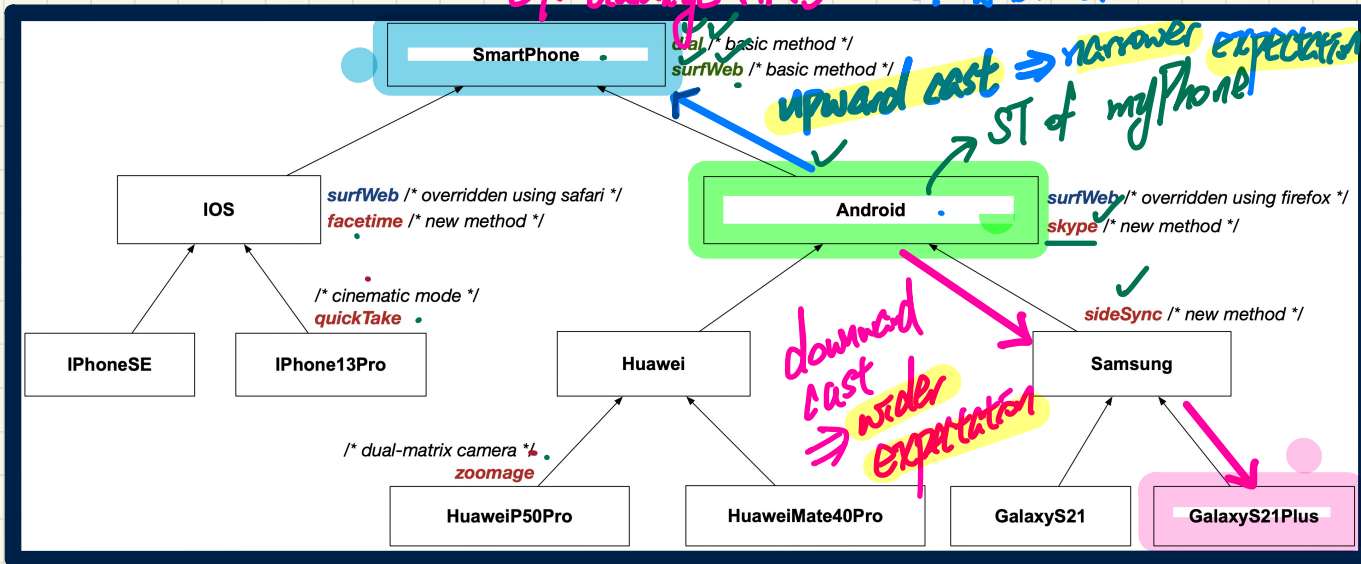 SmartPhone
dial /* basic method */
surfWeb /* basic method */
upward cast ⇒ narrower expectation
ST of myPhone
IOS
surfWeb /* overridden using safari */
facetime /* new method */
Android
surfWeb /* overridden using firefox */
skype /* new method */
/* cinematic mode */
quickTake
sideSync /* new method */
downward
cast
⇒ wider
expectation
IPhoneSE
IPhone13Pro
Huawei
Samsung
/* dual-matrix camera */
zoomage
HuaweiP50Pro
HuaweiMate40Pro
GalaxyS21
GalaxyS21Plus